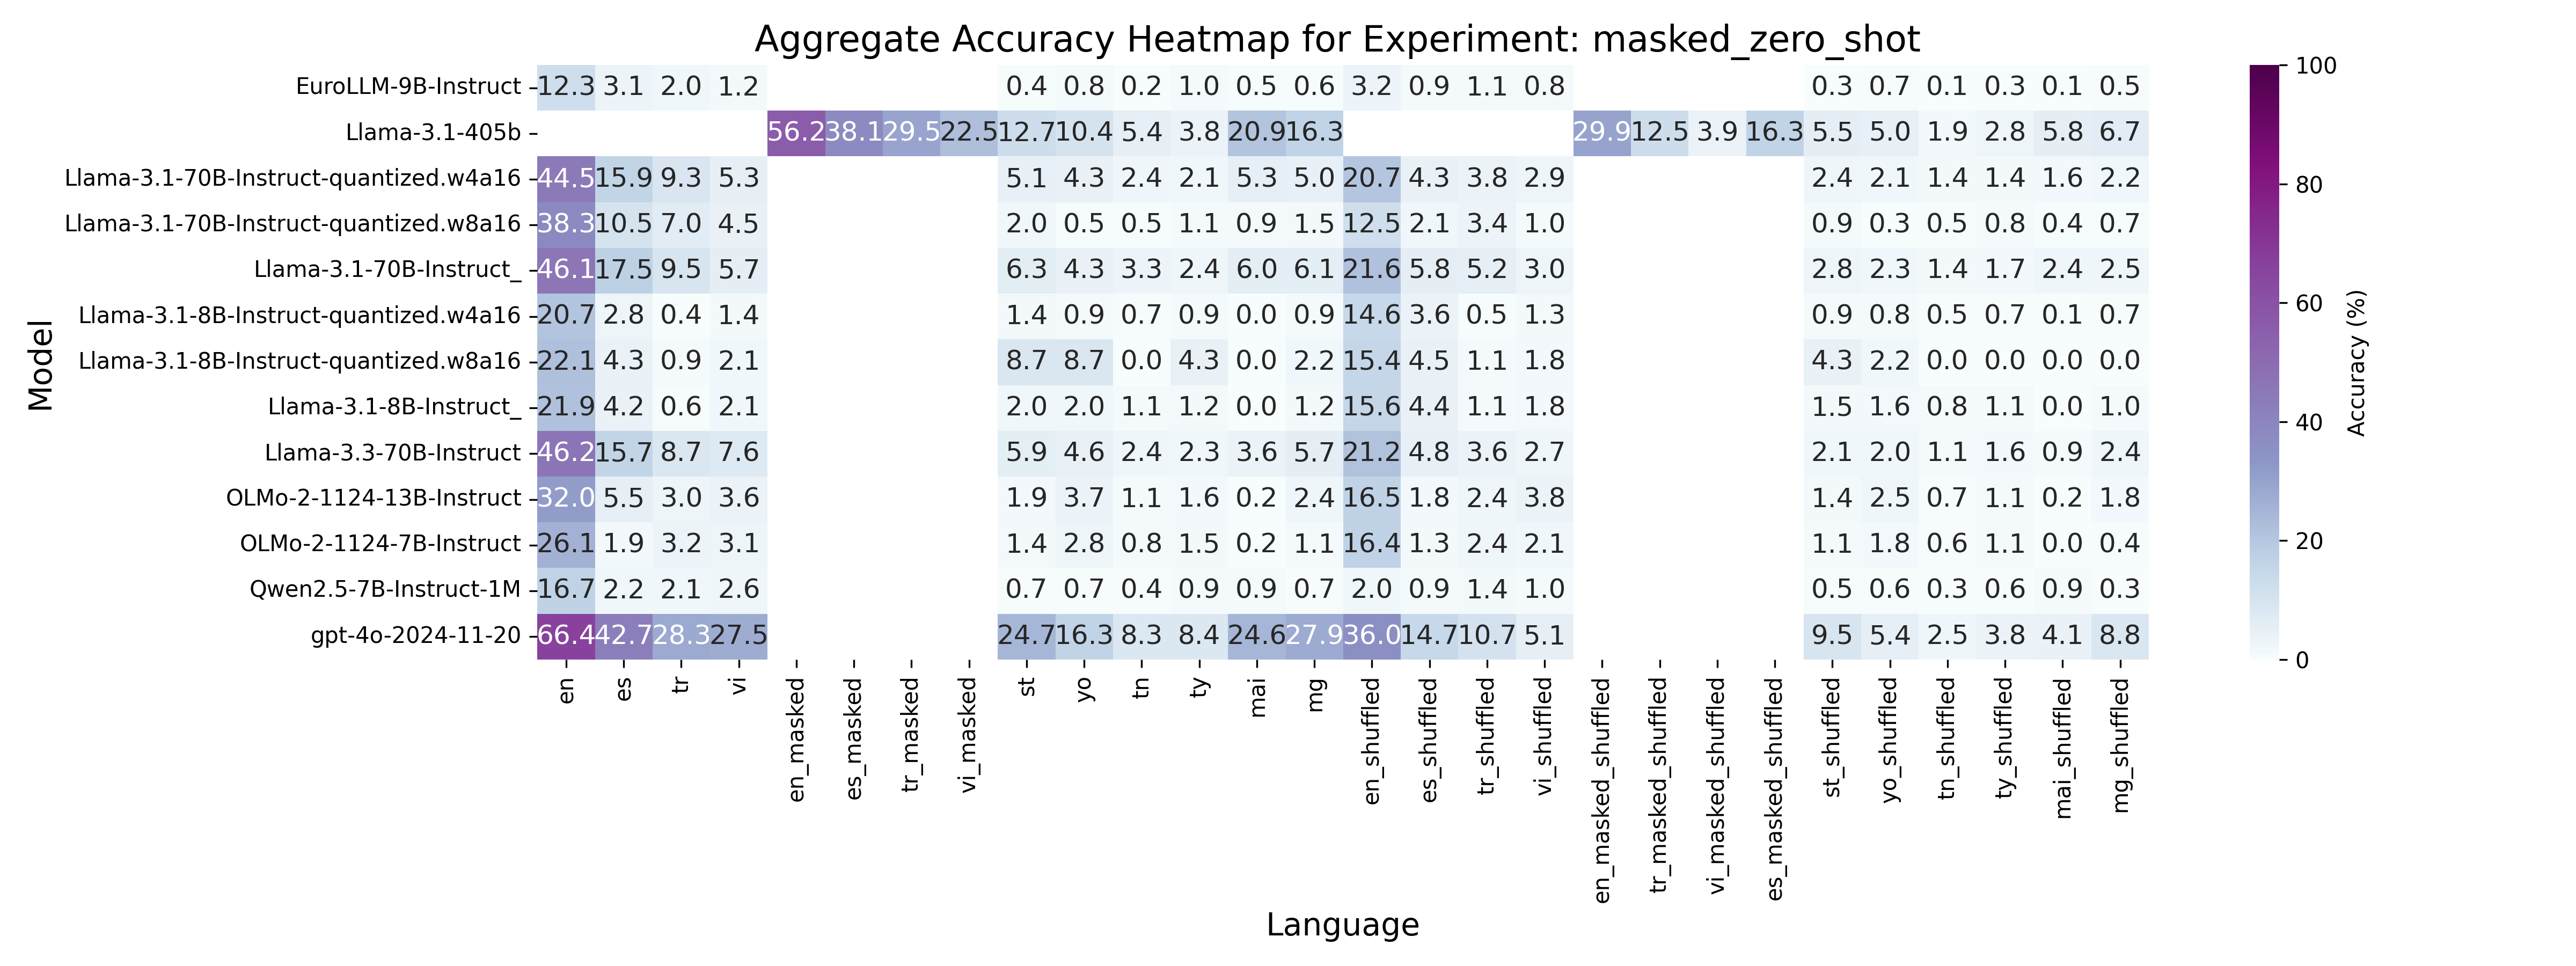 Aggregate Accuracy Heatmap for Experiment: masked_zero_shot
Model
EuroLLM-9B-Instruct 12.3 3.1 2.0 1.2 0.4 0.8 0.2 1.0 0.5 0.6 3.2 0.9 1.1 0.8 0.3 0.7 0.1 0.3 0.1 0.5
Llama-3.1-405b 56.2 38.1 29.5 22.5 12.7 10.4 5.4 3.8 20.9 16.3 29.9 12.5 3.9 16.3 5.5 5.0 1.9 2.8 5.8 6.7
Llama-3.1-70B-Instruct-quantized.w4a16 44.5 15.9 9.3 5.3 5.1 4.3 2.4 2.1 5.3 5.0 20.7 4.3 3.8 2.9 2.4 2.1 1.4 1.4 1.6 2.2
Llama-3.1-70B-Instruct-quantized.w8a16 38.3 10.5 7.0 4.5 2.0 0.5 0.5 1.1 0.9 1.5 12.5 2.1 3.4 1.0 0.9 0.3 0.5 0.8 0.4 0.7
Llama-3.1-70B-Instruct_ 46.1 17.5 9.5 5.7 6.3 4.3 3.3 2.4 6.0 6.1 21.6 5.8 5.2 3.0 2.8 2.3 1.4 1.7 2.4 2.5
Llama-3.1-8B-Instruct-quantized.w4a16 20.7 2.8 0.4 1.4 1.4 0.9 0.7 0.9 0.0 0.9 14.6 3.6 0.5 1.3 0.9 0.8 0.5 0.7 0.1 0.7
Llama-3.1-8B-Instruct-quantized.w8a16 22.1 4.3 0.9 2.1 8.7 8.7 0.0 4.3 0.0 2.2 15.4 4.5 1.1 1.8 4.3 2.2 0.0 0.0 0.0 0.0
Llama-3.1-8B-Instruct_ 21.9 4.2 0.6 2.1 2.0 2.0 1.1 1.2 0.0 1.2 15.6 4.4 1.1 1.8 1.5 1.6 0.8 1.1 0.0 1.0
Llama-3.3-70B-Instruct 46.2 15.7 8.7 7.6 5.9 4.6 2.4 2.3 3.6 5.7 21.2 4.8 3.6 2.7 2.1 2.0 1.1 1.6 0.9 2.4
OLMo-2-1124-13B-Instruct 32.0 5.5 3.0 3.6 1.9 3.7 1.1 1.6 0.2 2.4 16.5 1.8 2.4 3.8 1.4 2.5 0.7 1.1 0.2 1.8
OLMo-2-1124-7B-Instruct 26.1 1.9 3.2 3.1 1.4 2.8 0.8 1.5 0.2 1.1 16.4 1.3 2.4 2.1 1.1 1.8 0.6 1.1 0.0 0.4
Qwen2.5-7B-Instruct-1M 16.7 2.2 2.1 2.6 0.7 0.7 0.4 0.9 0.9 0.7 2.0 0.9 1.4 1.0 0.5 0.6 0.3 0.6 0.9 0.3
gpt-4o-2024-11-20 66.4 42.7 28.3 27.5 24.7 16.3 8.3 8.4 24.6 27.9 36.0 14.7 10.7 5.1 9.5 5.4 2.5 3.8 4.1 8.8
en es tr vi en_masked es_masked tr_masked vi_masked st yo tn ty mai mg en_shuffled es_shuffled tr_shuffled vi_shuffled en_masked_shuffled tr_masked_shuffled vi_masked_shuffled es_masked_shuffled st_shuffled yo_shuffled tn_shuffled ty_shuffled mai_shuffled mg_shuffled
Language
100
80
60
40
20
0
Accuracy (%)